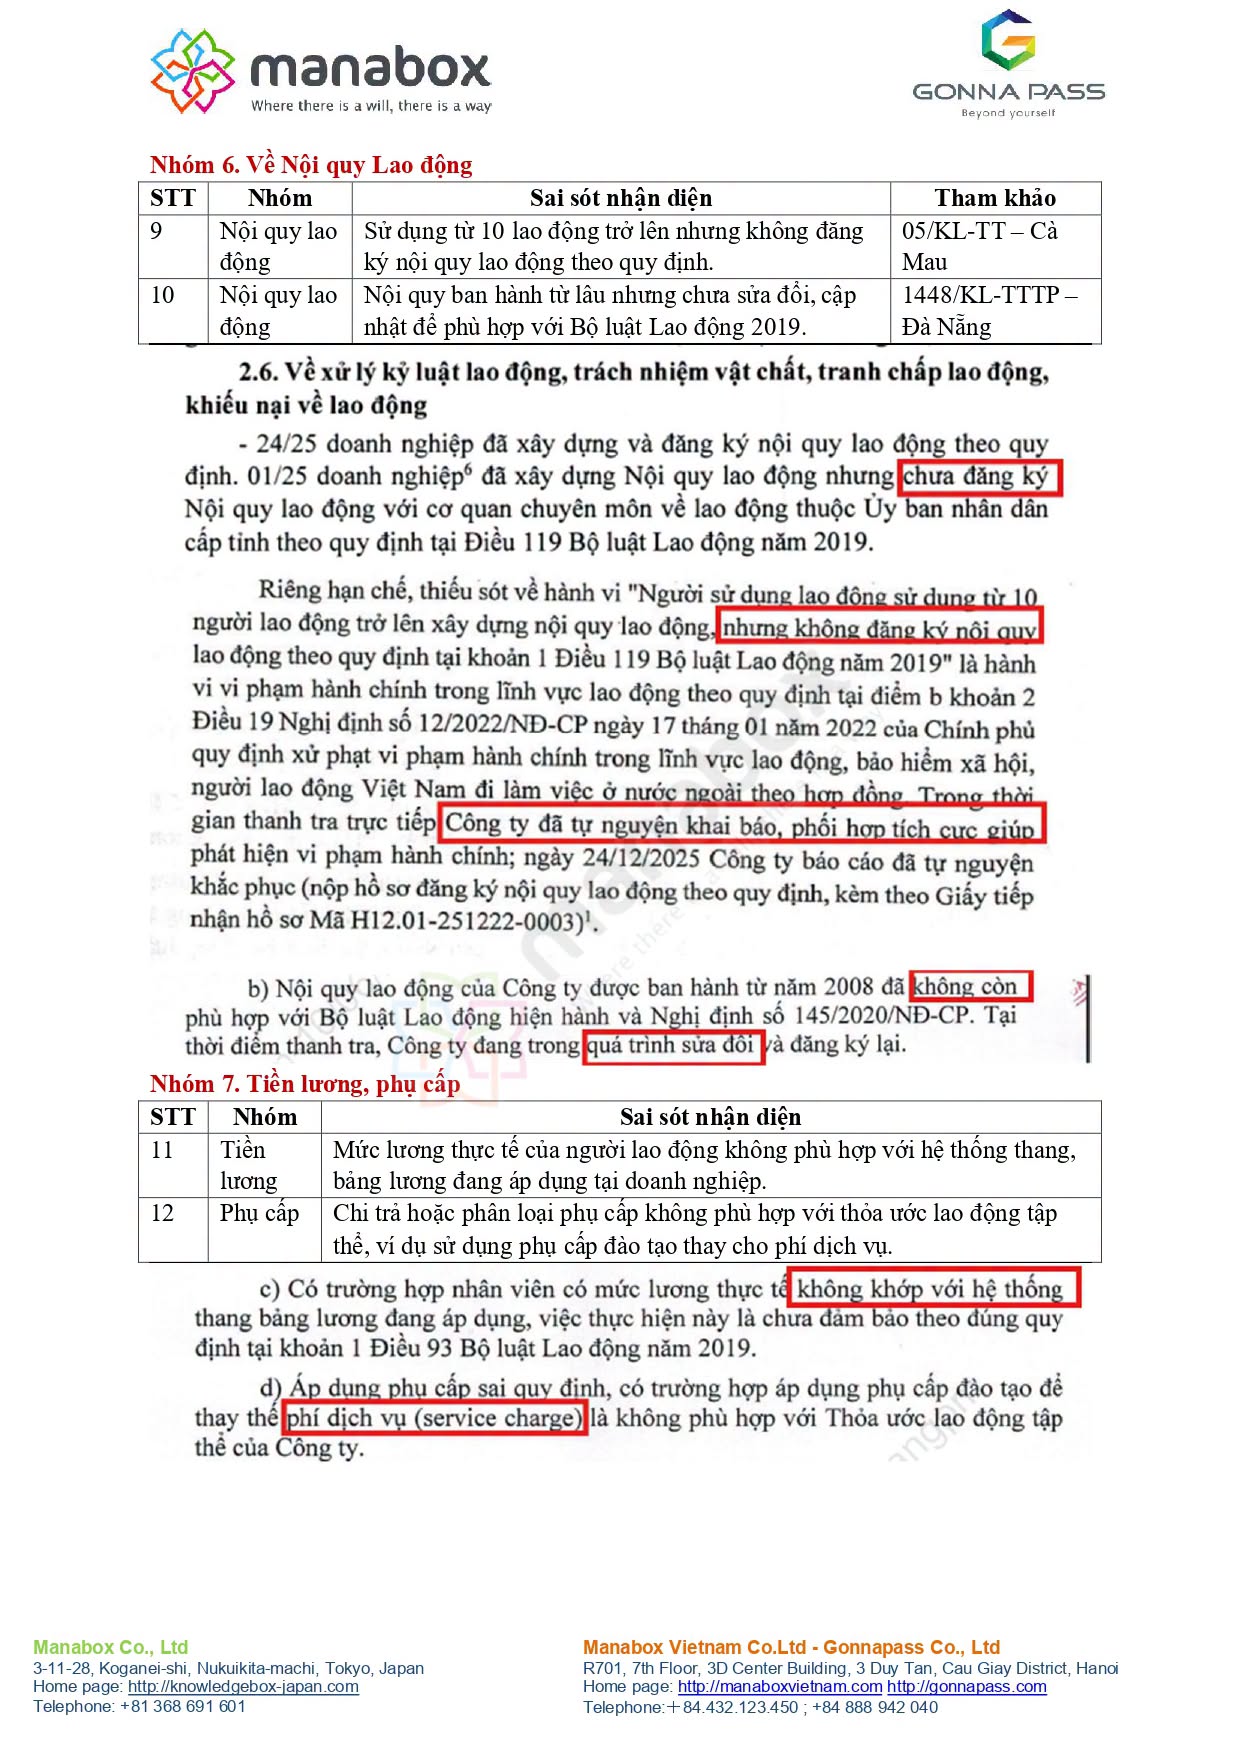 manabox
Where there is a will, there is a way
GONNA PASS
Beyond yourself
Nhóm 6. Về Nội quy Lao động
STT Nhóm Sai sót nhận diện Tham khảo
9 Nội quy lao động Sử dụng từ 10 lao động trở lên nhưng không đăng ký nội quy lao động theo quy định. 05/KL-TT – Cà Mau
10 Nội quy lao động Nội quy ban hành từ lâu nhưng chưa sửa đổi, cập nhật để phù hợp với Bộ luật Lao động 2019. 1448/KL-TTTP – Đà Nẵng
2.6. Về xử lý kỷ luật lao động, trách nhiệm vật chất, tranh chấp lao động,
khiếu nại về lao động
- 24/25 doanh nghiệp đã xây dựng và đăng ký nội quy lao động theo quy
định. 01/25 doanh nghiệp⁶ đã xây dựng Nội quy lao động nhưng chưa đăng ký
Nội quy lao động với cơ quan chuyên môn về lao động thuộc Ủy ban nhân dân
cấp tỉnh theo quy định tại Điều 119 Bộ luật Lao động năm 2019.
Riêng hạn chế, thiếu sót về hành vi "Người sử dụng lao động sử dụng từ 10
người lao động trở lên xây dựng nội quy lao động, nhưng không đăng ký nội quy
lao động theo quy định tại khoản 1 Điều 119 Bộ luật Lao động năm 2019" là hành
vi vi phạm hành chính trong lĩnh vực lao động theo quy định tại điểm b khoản 2
Điều 19 Nghị định số 12/2022/NĐ-CP ngày 17 tháng 01 năm 2022 của Chính phủ
quy định xử phạt vi phạm hành chính trong lĩnh vực lao động, bảo hiểm xã hội,
người lao động Việt Nam đi làm việc ở nước ngoài theo hợp đồng. Trong thời
gian thanh tra trực tiếp Công ty đã tự nguyện khai báo, phối hợp tích cực giúp
phát hiện vi phạm hành chính; ngày 24/12/2025 Công ty báo cáo đã tự nguyện
khắc phục (nộp hồ sơ đăng ký nội quy lao động theo quy định, kèm theo Giấy tiếp
nhận hồ sơ Mã H12.01-251222-0003)¹.
b) Nội quy lao động của Công ty được ban hành từ năm 2008 đã không còn
phù hợp với Bộ luật Lao động hiện hành và Nghị định số 145/2020/NĐ-CP. Tại
thời điểm thanh tra, Công ty đang trong quá trình sửa đổi và đăng ký lại.
Nhóm 7. Tiền lương, phụ cấp
STT Nhóm Sai sót nhận diện
11 Tiền lương Mức lương thực tế của người lao động không phù hợp với hệ thống thang, bảng lương đang áp dụng tại doanh nghiệp.
12 Phụ cấp Chi trả hoặc phân loại phụ cấp không phù hợp với thỏa ước lao động tập thể, ví dụ sử dụng phụ cấp đào tạo thay cho phí dịch vụ.
c) Có trường hợp nhân viên có mức lương thực tế không khớp với hệ thống
thang bảng lương đang áp dụng, việc thực hiện này là chưa đảm bảo theo đúng quy
định tại khoản 1 Điều 93 Bộ luật Lao động năm 2019.
d) Áp dụng phụ cấp sai quy định, có trường hợp áp dụng phụ cấp đào tạo để
thay thế phí dịch vụ (service charge) là không phù hợp với Thỏa ước lao động tập
thể của Công ty.
Manabox Co., Ltd
3-11-28, Koganei-shi, Nukuikita-machi, Tokyo, Japan
Home page: http://knowledgebox-japan.com
Telephone: +81 368 691 601
Manabox Vietnam Co.Ltd - Gonnapass Co., Ltd
R701, 7th Floor, 3D Center Building, 3 Duy Tan, Cau Giay District, Hanoi
Home page: http://manaboxvietnam.com http://gonnapass.com
Telephone:+84.432.123.450 ; +84 888 942 040